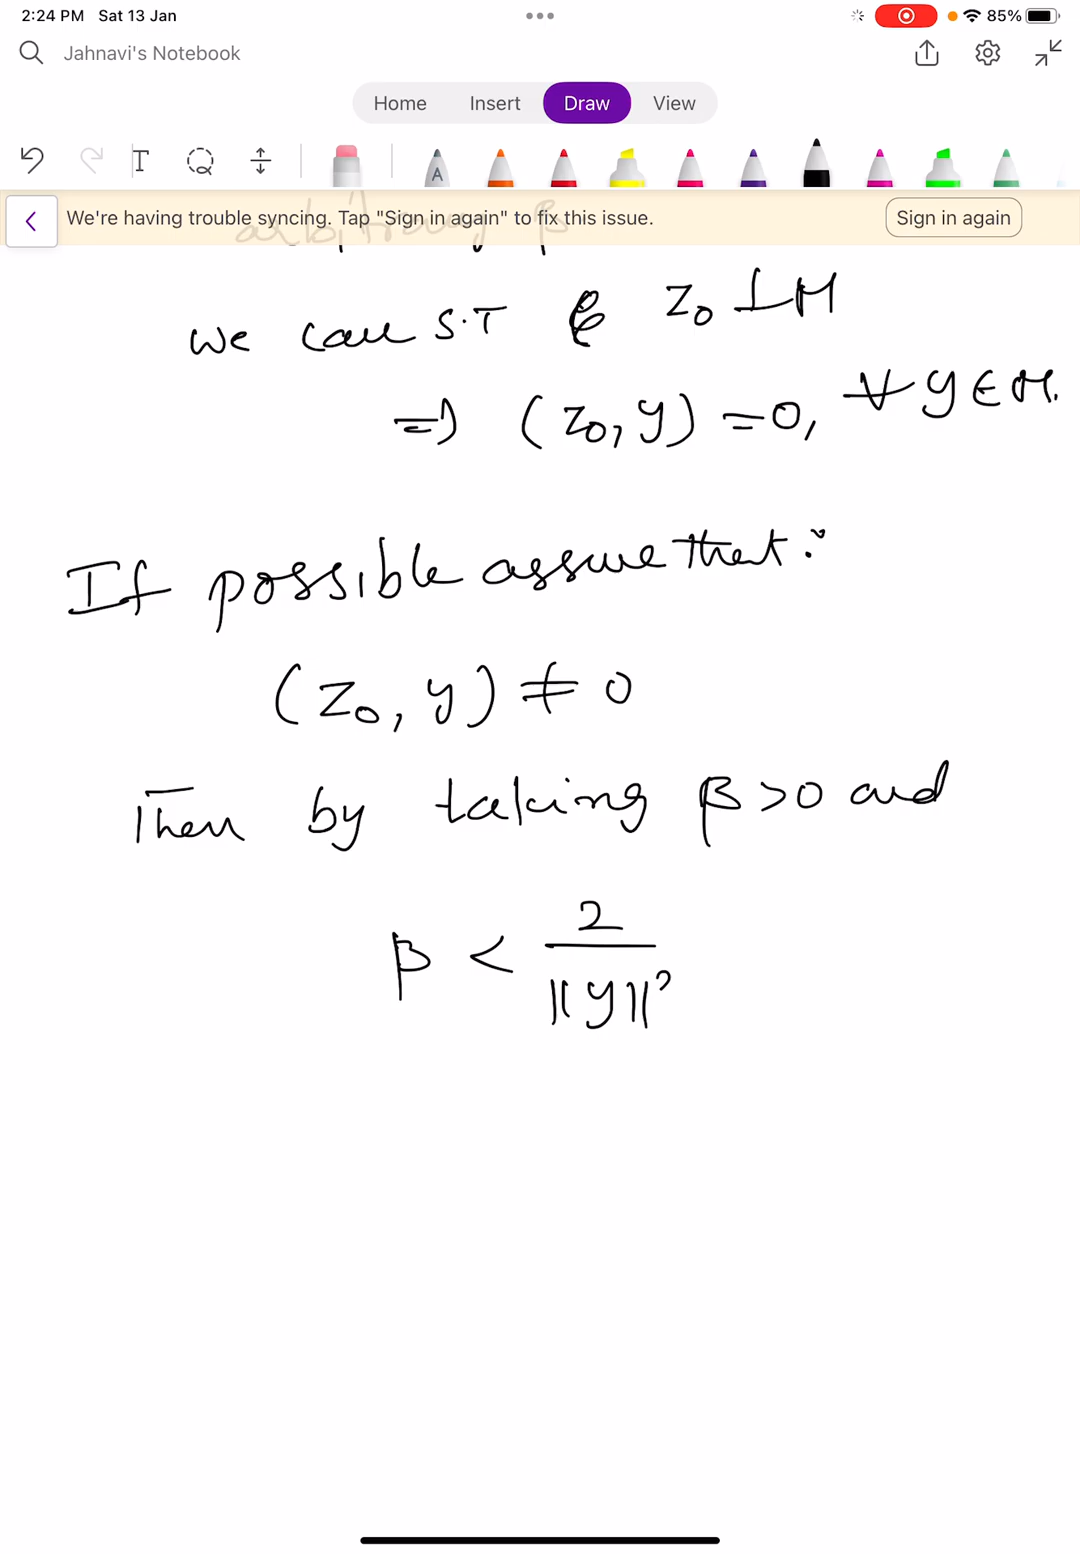 2:24 PM Sat 13 Jan
85%
Jahnavi's Notebook
Home Insert Draw View
T
A
We're having trouble syncing. Tap "Sign in again" to fix this issue. Sign in again
arbitrary β
we can S.T z₀ ⊥ M
⇒ (z₀, y) = 0, ∀ y ∈ M.
If possible assume that :
(z₀, y) ≠ 0
Then by taking β > 0 and
β < 2 / ||y||²